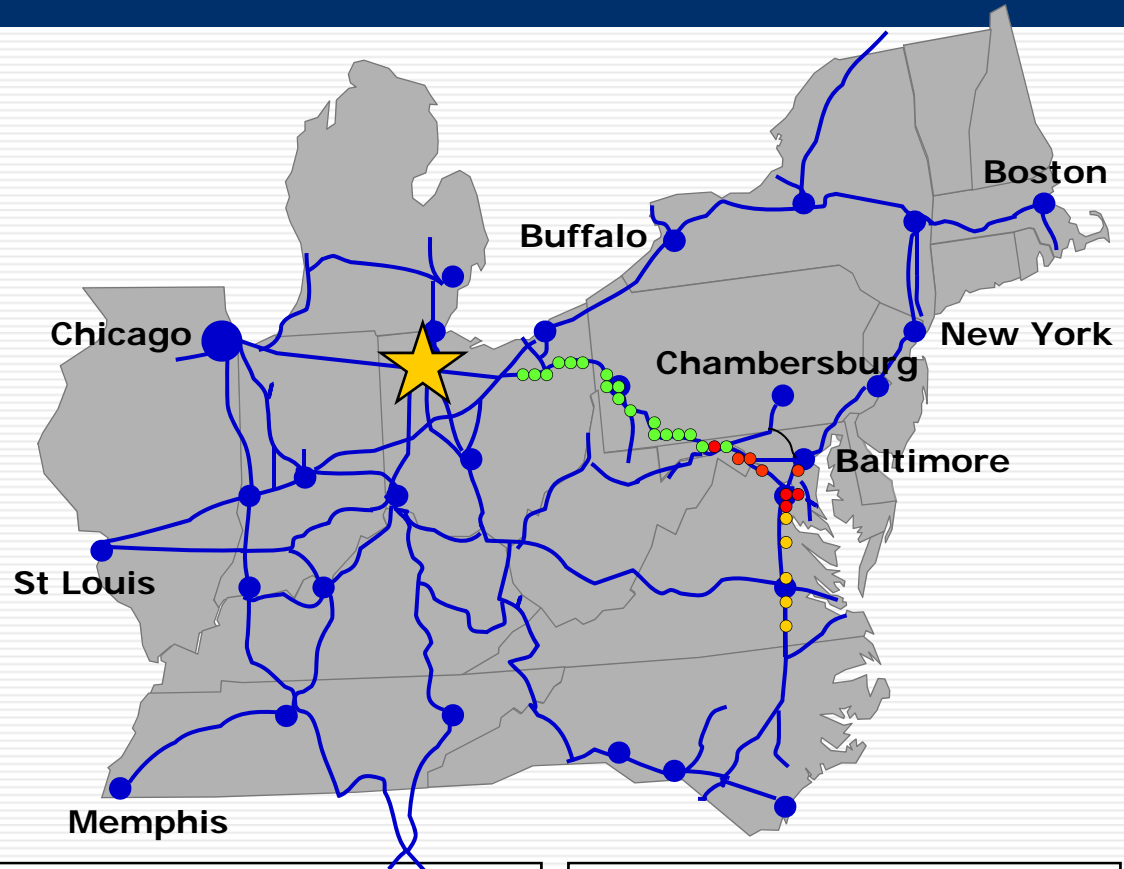 Boston
Buffalo
Chicago
New York
Chambersburg
Baltimore
St Louis
Memphis